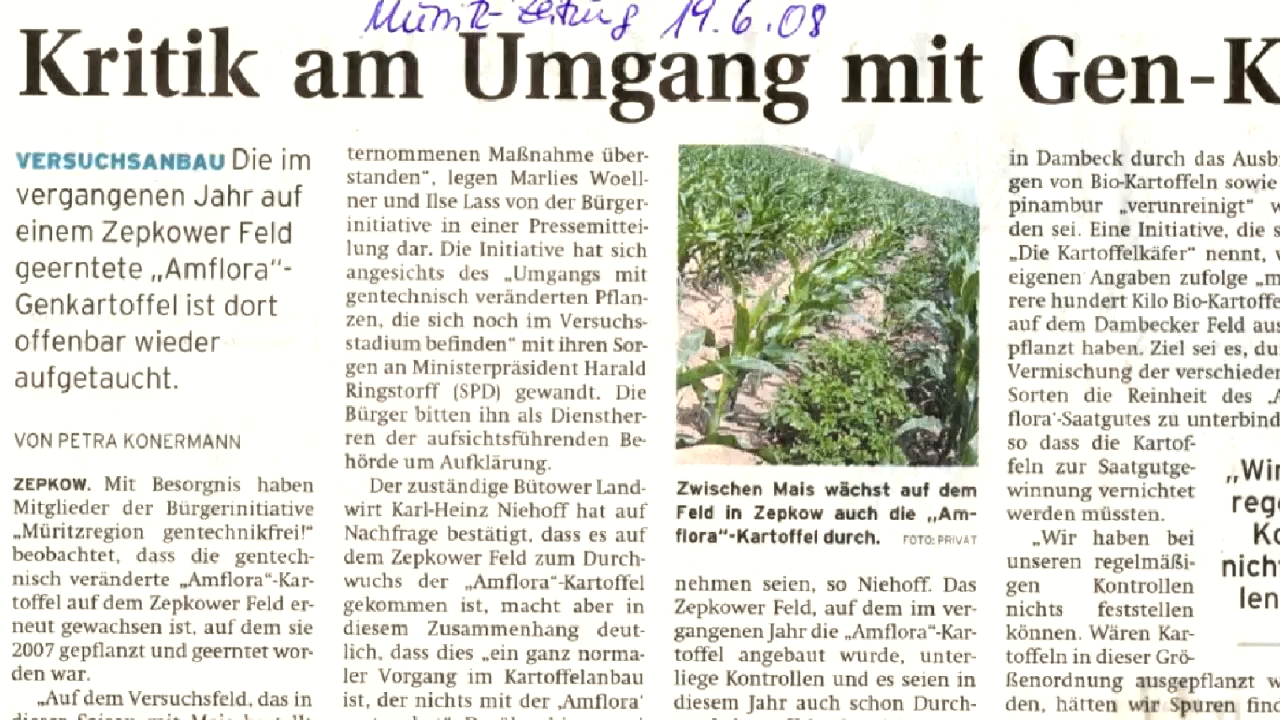 Müritz-Zeitung 19.6.08
Kritik am Umgang mit Gen-K
VERSUCHSANBAU Die im
vergangenen Jahr auf
einem Zepkower Feld
geerntete „Amflora“-
Genkartoffel ist dort
offenbar wieder
aufgetaucht.
VON PETRA KONERMANN
ZEPKOW. Mit Besorgnis haben
Mitglieder der Bürgerinitiative
„Müritzregion gentechnikfrei!“
beobachtet, dass die gentech-
nisch veränderte „Amflora“-Kar-
toffel auf dem Zepkower Feld er-
neut gewachsen ist, auf dem sie
2007 gepflanzt und geerntet wor-
den war.
„Auf dem Versuchsfeld, das in
ternommenen Maßnahme über-
standen“, legen Marlies Woell-
ner und Ilse Lass von der Bürger-
initiative in einer Pressemittei-
lung dar. Die Initiative hat sich
angesichts des „Umgangs mit
gentechnisch veränderten Pflan-
zen, die sich noch im Versuchs-
stadium befinden“ mit ihren Sor-
gen an Ministerpräsident Harald
Ringstorff (SPD) gewandt. Die
Bürger bitten ihn als Diensther-
ren der aufsichtsführenden Be-
hörde um Aufklärung.
Der zuständige Bütower Land-
wirt Karl-Heinz Niehoff hat auf
Nachfrage bestätigt, dass es auf
dem Zepkower Feld zum Durch-
wuchs der „Amflora“-Kartoffel
gekommen ist, macht aber in
diesem Zusammenhang deut-
lich, dass dies „ein ganz norma-
ler Vorgang im Kartoffelanbau
ist, der nichts mit der ‚Amflora‘
Zwischen Mais wächst auf dem
Feld in Zepkow auch die „Am-
flora“-Kartoffel durch. FOTO: PRIVAT
nehmen seien, so Niehoff. Das
Zepkower Feld, auf dem im ver-
gangenen Jahr die „Amflora“-Kar-
toffel angebaut wurde, unter-
liege Kontrollen und es seien in
diesem Jahr auch schon Durch-
in Dambeck durch das Ausb
gen von Bio-Kartoffeln sowie
pinambur „verunreinigt“ w
den sei. Eine Initiative, die s
„Die Kartoffelkäfer“ nennt, w
eigenen Angaben zufolge „m
rere hundert Kilo Bio-Kartoffe
auf dem Dambecker Feld aus
pflanzt haben. Ziel sei es, du
Vermischung der verschieden
Sorten die Reinheit des ‚A
flora‘-Saatgutes zu unterbind
so dass die Kartof-
feln zur Saatgutge-
winnung vernichtet
werden müssten.
„Wir haben bei
unseren regelmäßi-
gen Kontrollen
nichts feststellen
können. Wären Kar-
toffeln in dieser Grö-
ßenordnung ausgepflanzt w
den, hätten wir Spuren find
„Wir
rege
Ko
nich
len